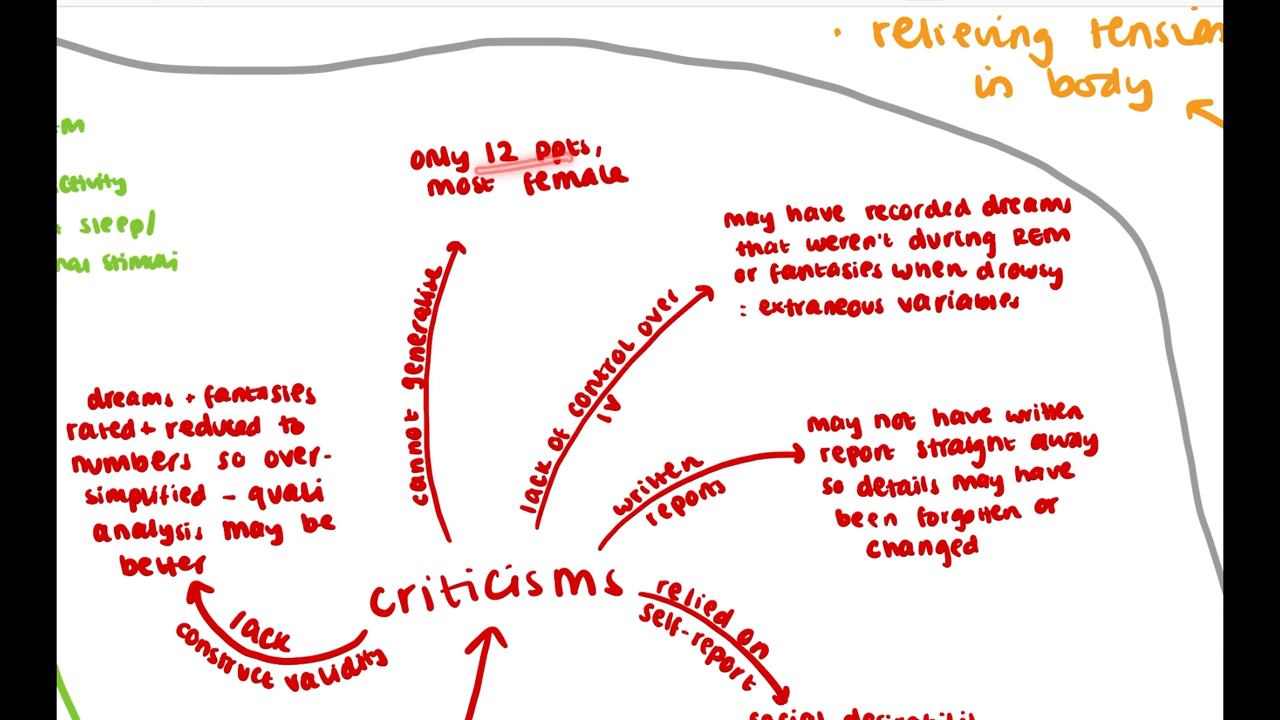 • relieving
in body
activity
sleep/
stimuli
only 12 ppts,
most female
may have recorded dreams
that weren't during REM
or fantasies when drowsy
: extraneous variables
cannot generalise
lack of control over
IV
dreams + fantasies
rated + reduced to
numbers so over-
simplified - quali
analysis may be
better
may not have written
report straight away
so details may have
been forgotten or
changed
written
reports
criticisms
relied on
self-report
lack
construct validity
social